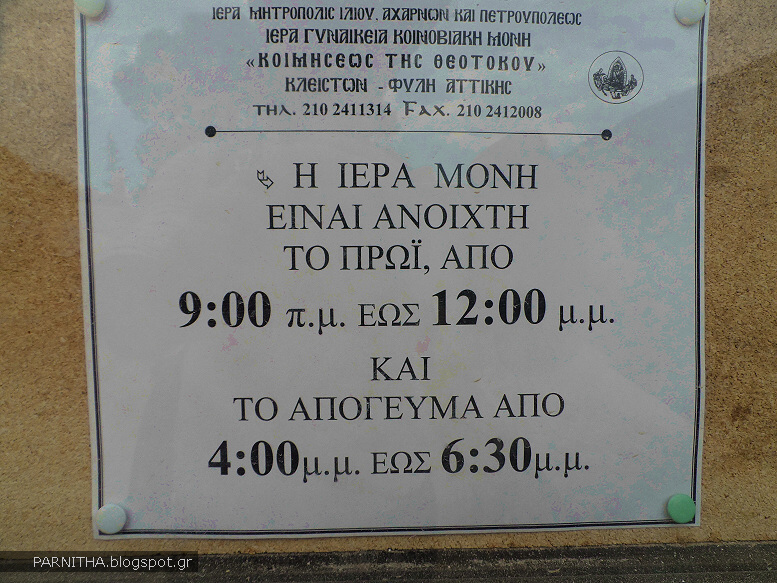 ΙΕΡΑ ΜΗΤΡΟΠΟΛΙΣ ΙΛΙΟΥ, ΑΧΑΡΝΩΝ ΚΑΙ ΠΕΤΡΟΥΠΟΛΕΩΣ
ΙΕΡΑ ΓΥΝΑΙΚΕΙΑ ΚΟΙΝΟΒΙΑΚΗ ΜΟΝΗ
«ΚΟΙΜΗΣΕΩΣ ΤΗΣ ΘΕΟΤΟΚΟΥ»
ΚΛΕΙΣΤΩΝ - ΦΥΛΗ ΑΤΤΙΚΗΣ
ΤΗΛ. 210 2411314 FAX. 210 2412008
Η ΙΕΡΑ ΜΟΝΗ
ΕΙΝΑΙ ΑΝΟΙΧΤΗ
ΤΟ ΠΡΩΪ, ΑΠΟ
9:00 π.μ. ΕΩΣ 12:00 μ.μ.
ΚΑΙ
ΤΟ ΑΠΟΓΕΥΜΑ ΑΠΟ
4:00μ.μ. ΕΩΣ 6:30μ.μ.
PARNITHA.blogspot.gr